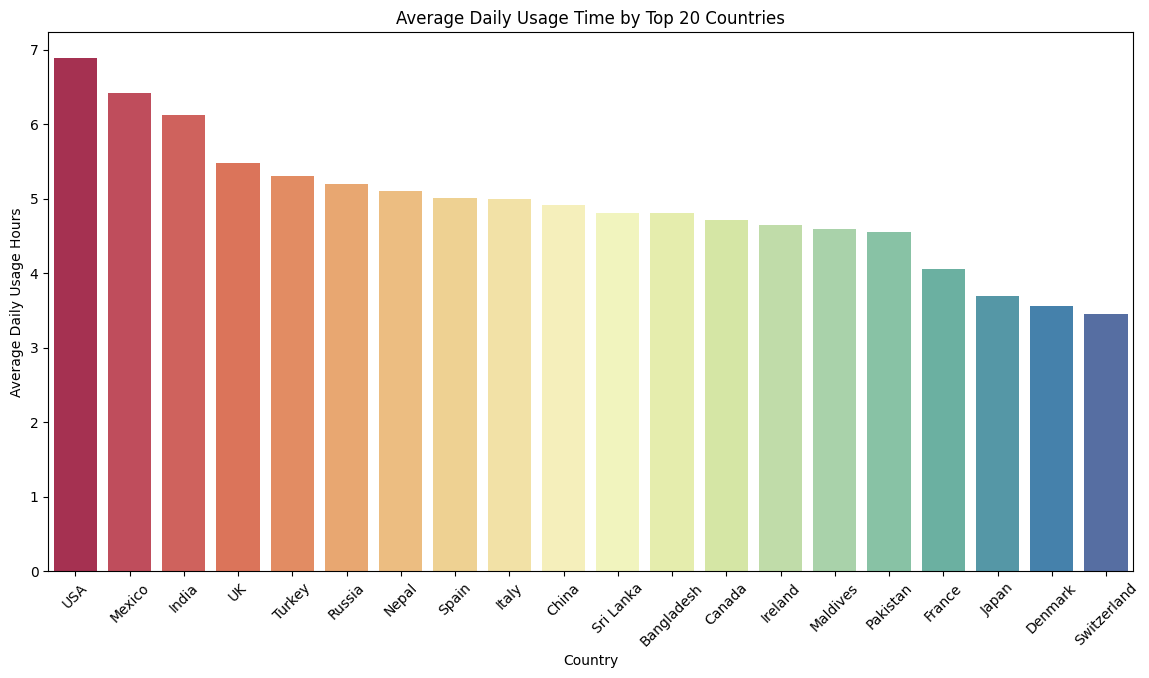 Average Daily Usage Time by Top 20 Countries
Average Daily Usage Hours
7
6
5
4
3
2
1
0
USA
Mexico
India
UK
Turkey
Russia
Nepal
Spain
Italy
China
Sri Lanka
Bangladesh
Canada
Ireland
Maldives
Pakistan
France
Japan
Denmark
Switzerland
Country